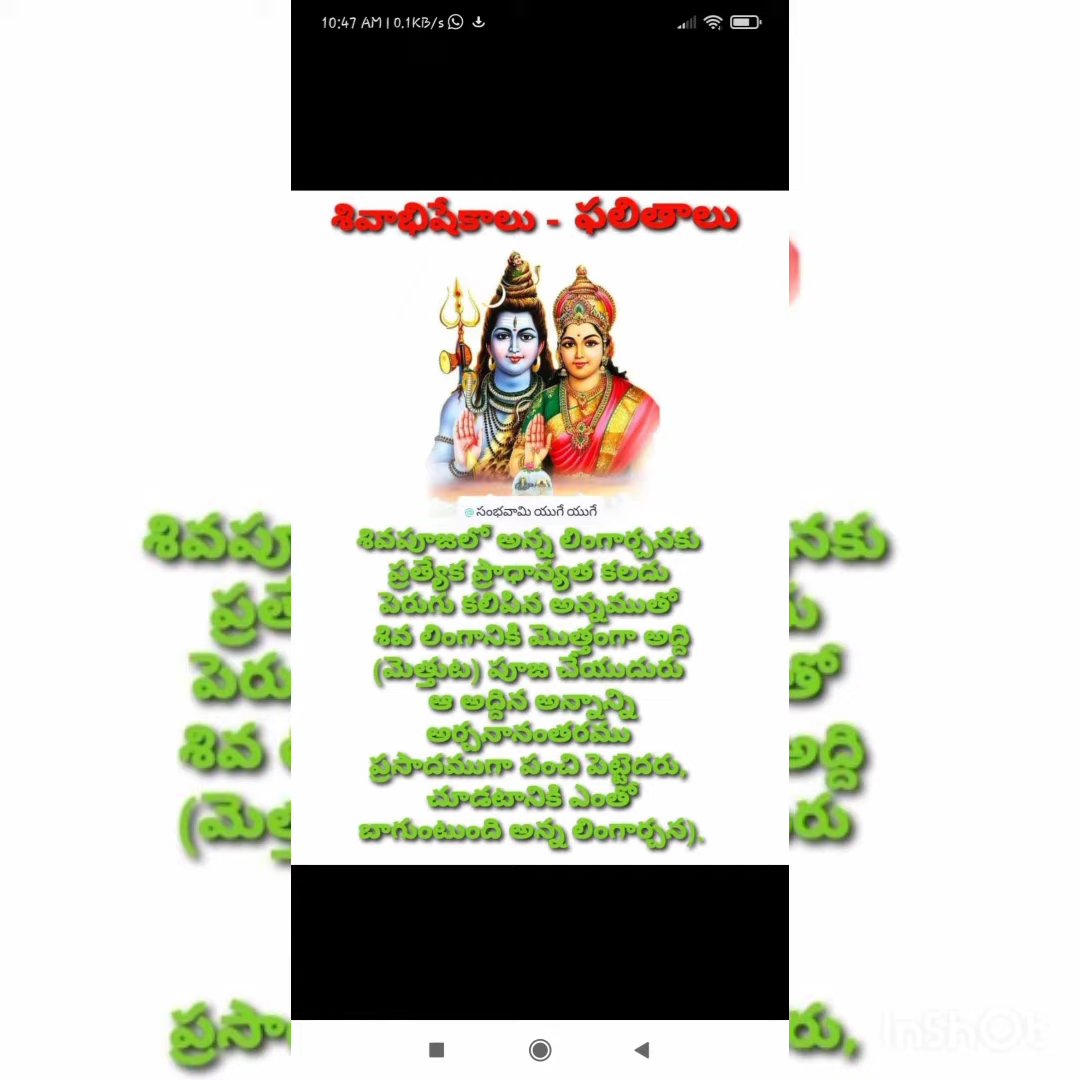 10:47 AM | 0.1KB/s
శివాభిషేకాలు - ఫలితాలు
@ సంభవామి యుగే యుగే
శివపూజలో అన్న లింగార్చనకు
ప్రత్యేక ప్రాధాన్యత కలదు
పెరుగు కలిపిన అన్నముతో
శివ లింగానికి మొత్తంగా అద్ది
(మెత్తుట) పూజ చేయుదురు
ఆ అద్దిన అన్నాన్ని
అర్చనానంతరము
ప్రసాదముగా పంచి పెట్టెదరు,
చూడటానికి ఎంతో
బాగుంటుంది అన్న లింగార్చన).
InShOt